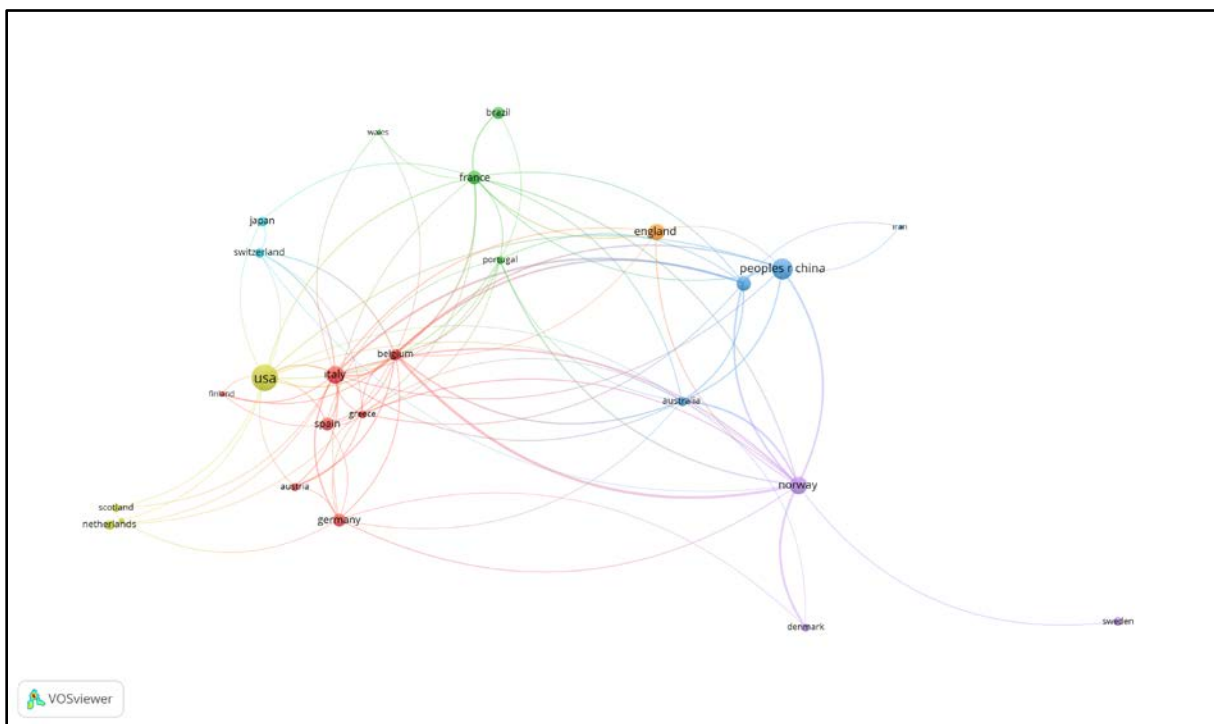 brazil
wales
france
japan
england
iran
switzerland
portugal
peoples r china
belgium
italy
usa
finland
australia
greece
spain
norway
austria
scotland
germany
netherlands
sweden
denmark
VOSviewer